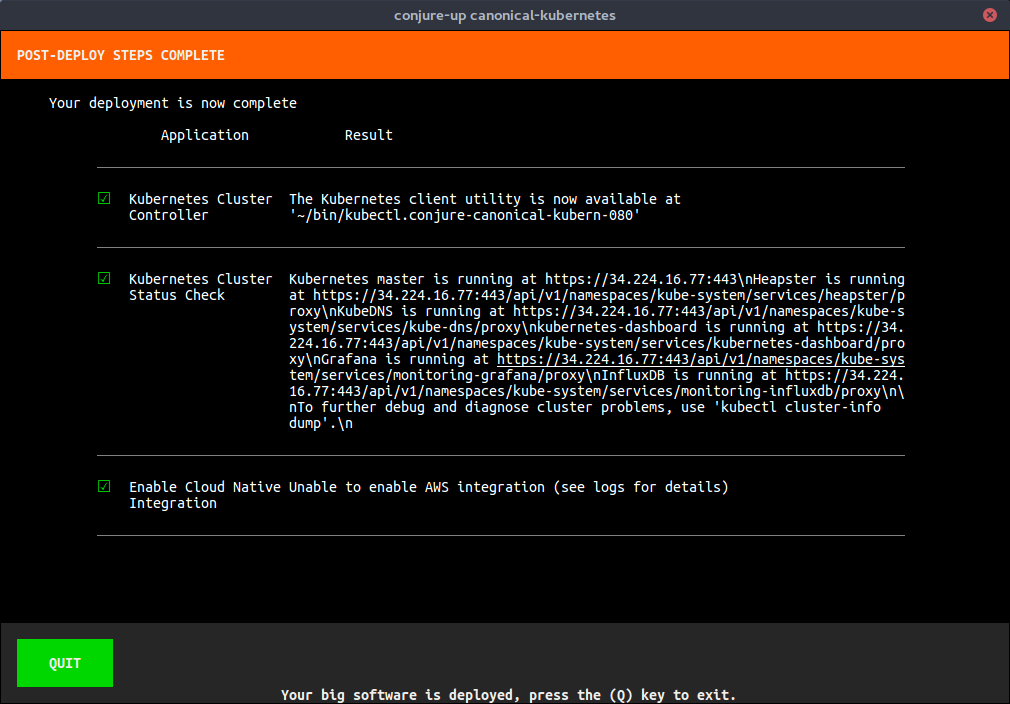 conjure-up canonical-kubernetes
POST-DEPLOY STEPS COMPLETE
Your deployment is now complete
Application Result
Kubernetes Cluster The Kubernetes client utility is now available at
Controller '~/bin/kubectl.conjure-canonical-kubern-080'
Kubernetes Cluster Kubernetes master is running at https://34.224.16.77:443\nHeapster is running
Status Check at https://34.224.16.77:443/api/v1/namespaces/kube-system/services/heapster/p
roxy\nKubeDNS is running at https://34.224.16.77:443/api/v1/namespaces/kube-s
ystem/services/kube-dns/proxy\nkubernetes-dashboard is running at https://34.
224.16.77:443/api/v1/namespaces/kube-system/services/kubernetes-dashboard/pro
xy\nGrafana is running at https://34.224.16.77:443/api/v1/namespaces/kube-sys
tem/services/monitoring-grafana/proxy\nInfluxDB is running at https://34.224.
16.77:443/api/v1/namespaces/kube-system/services/monitoring-influxdb/proxy\n\
nTo further debug and diagnose cluster problems, use 'kubectl cluster-info
dump'.\n
Enable Cloud Native Unable to enable AWS integration (see logs for details)
Integration
QUIT
Your big software is deployed, press the (Q) key to exit.